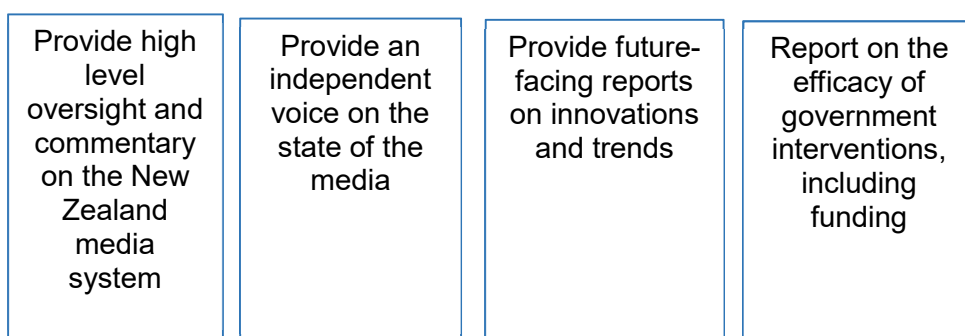 Provide high
level
oversight and
commentary
on the New
Zealand
media
system
Provide an
independent
voice on the
state of the
media
Provide future-
facing reports
on innovations
and trends
Report on the
efficacy of
government
interventions,
including
funding